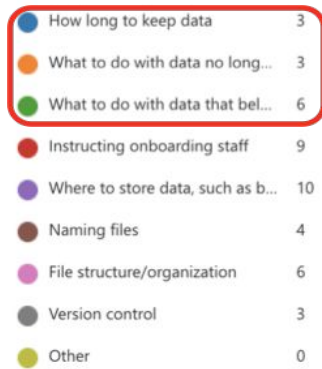 How long to keep data 3
What to do with data no long... 3
What to do with data that bel... 6
Instructing onboarding staff 9
Where to store data, such as b... 10
Naming files 4
File structure/organization 6
Version control 3
Other 0